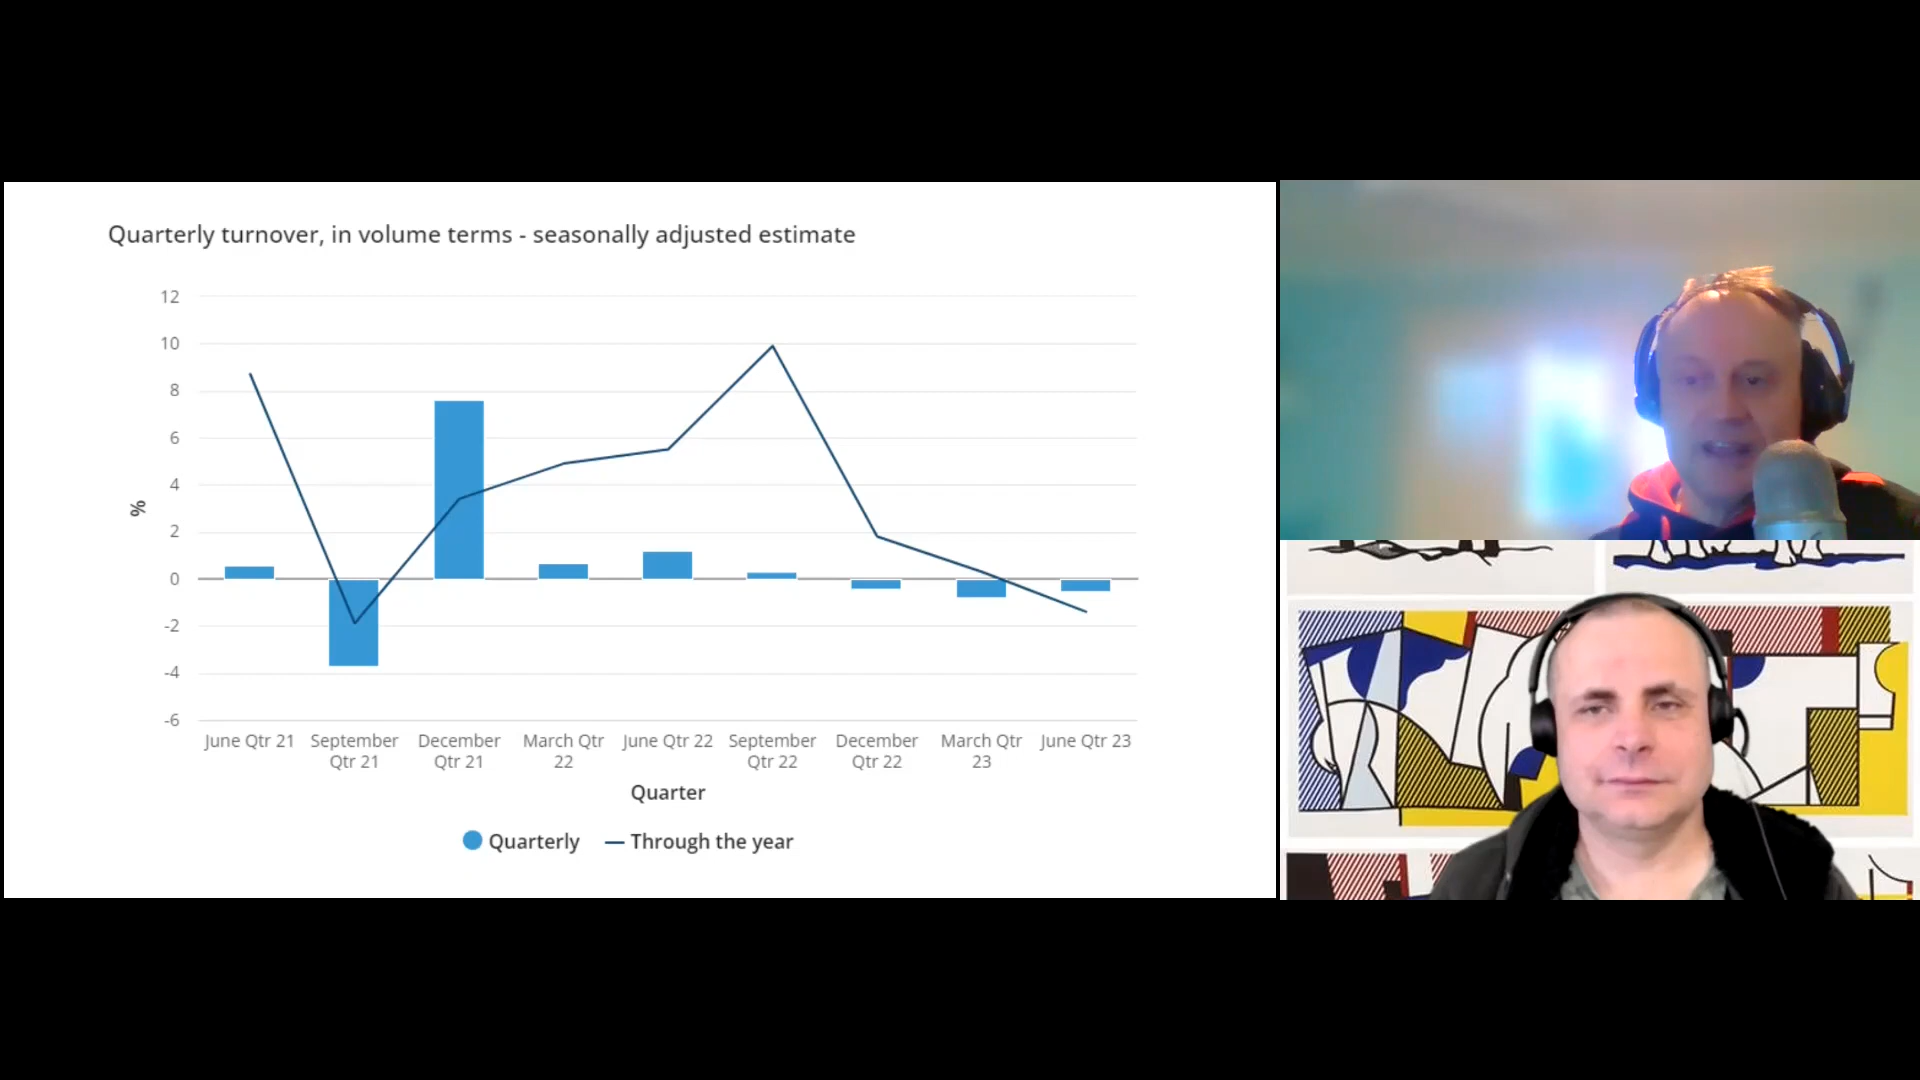 Quarterly turnover, in volume terms - seasonally adjusted estimate
12
10
8
6
4
2
0
-2
-4
-6
%
June Qtr 21
September
Qtr 21
December
Qtr 21
March Qtr
22
June Qtr 22
September
Qtr 22
December
Qtr 22
March Qtr
23
June Qtr 23
Quarter
Quarterly
Through the year